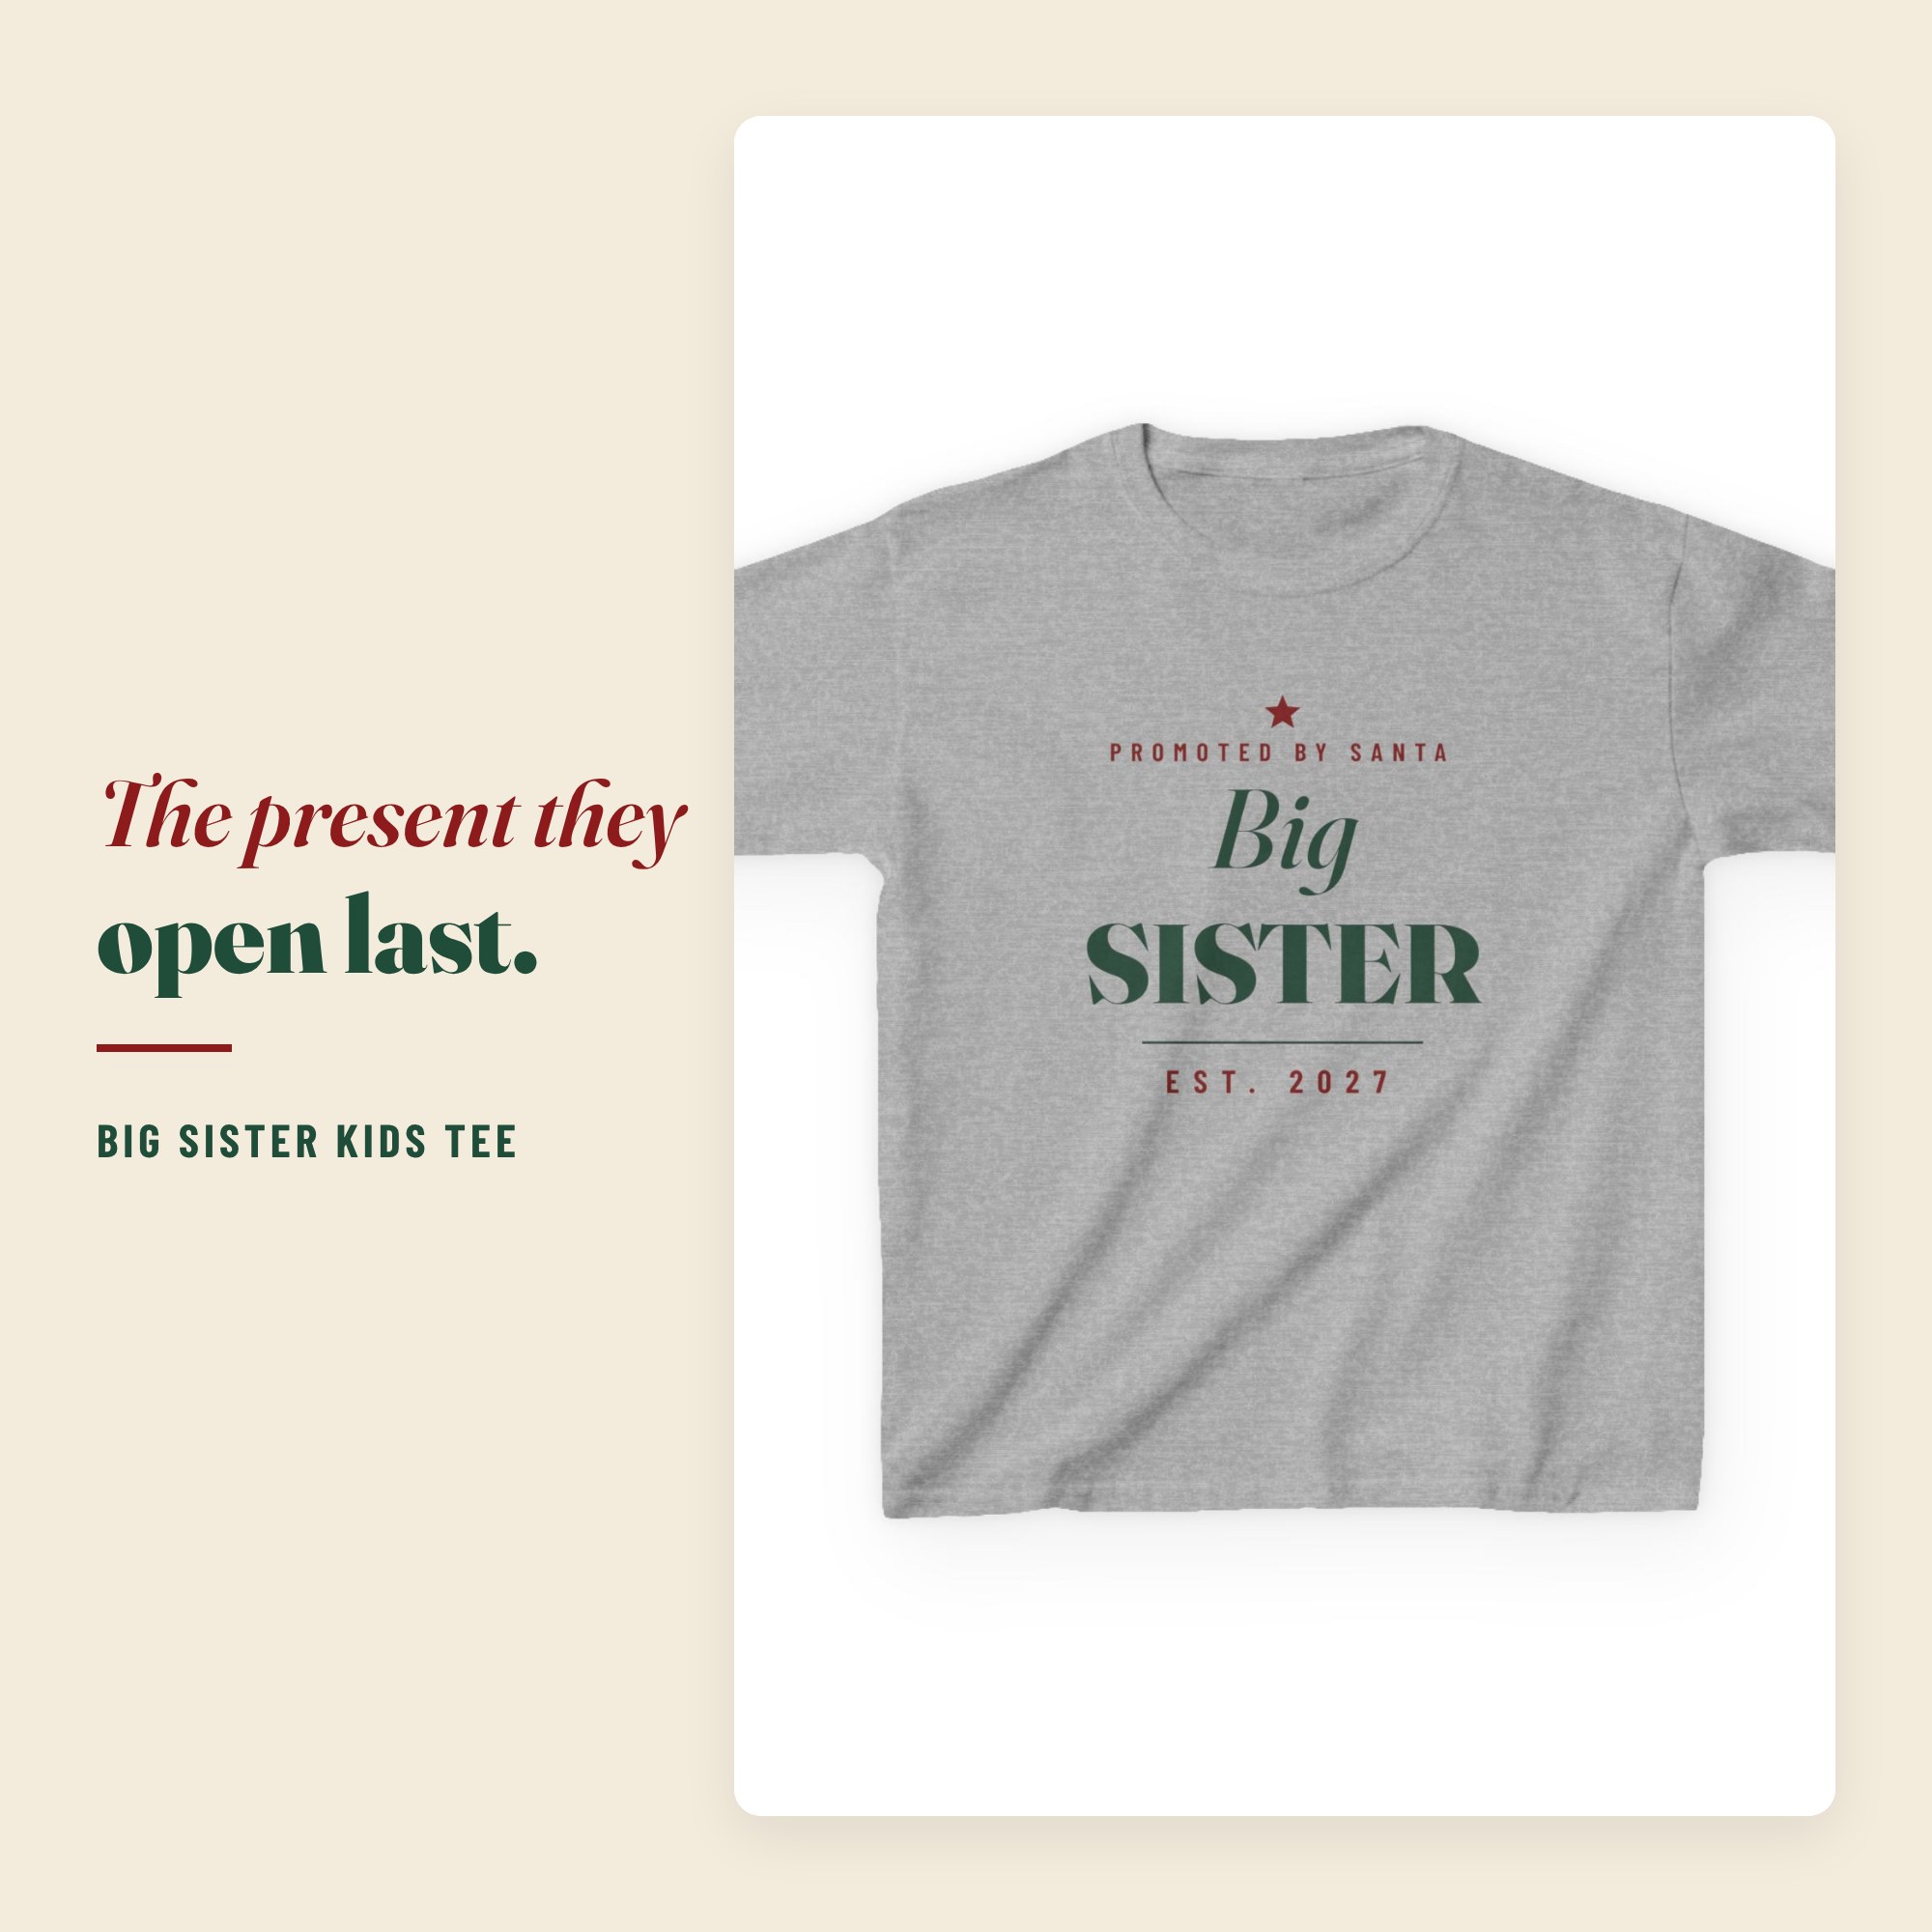 The present they
open last.
BIG SISTER KIDS TEE
PROMOTED BY SANTA
Big
SISTER
EST. 2027